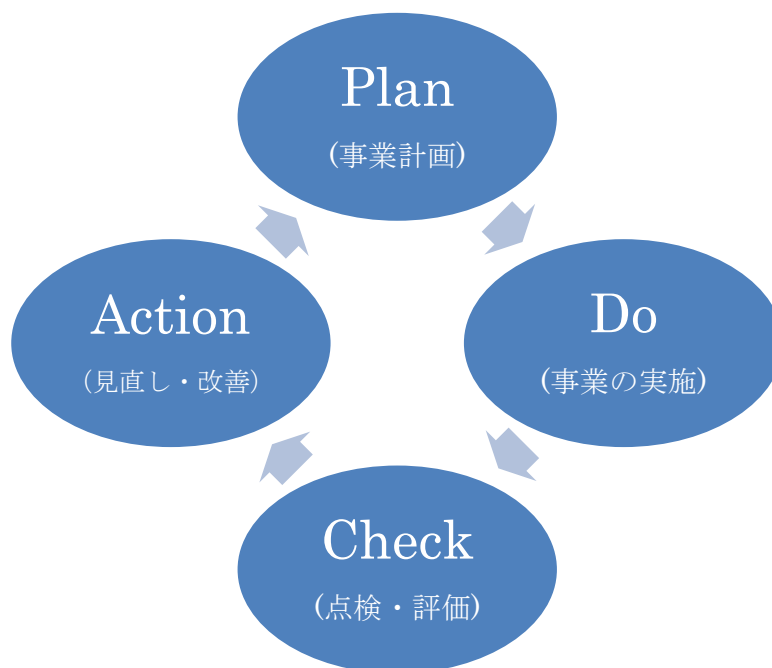 Plan
(事業計画)
Do
(事業の実施)
Check
(点検・評価)
Action
(見直し・改善)